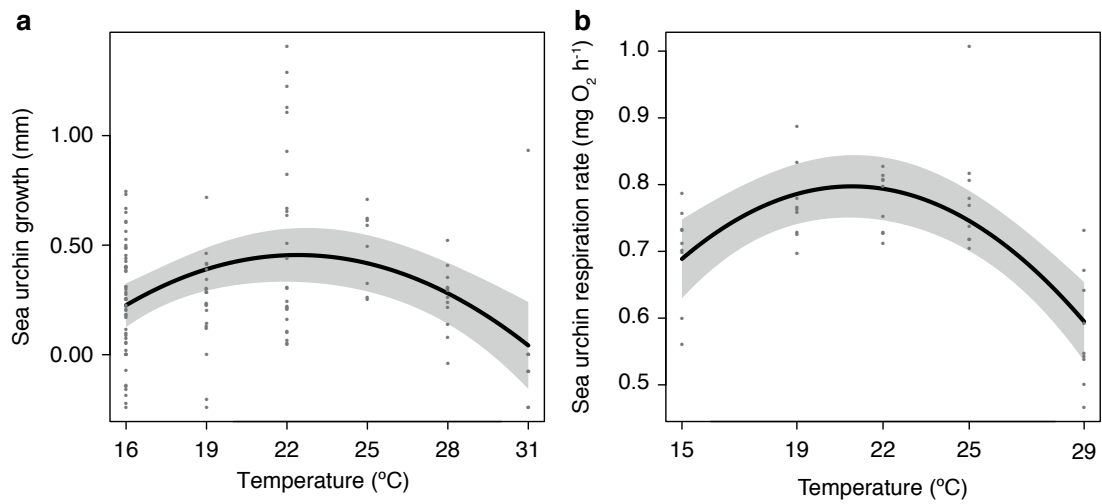 a
Sea urchin growth (mm)
1.00
0.50
0.00
16 19 22 25 28 31
Temperature (ºC)
b
Sea urchin respiration rate (mg O₂ h⁻¹)
1.0
0.9
0.8
0.7
0.6
0.5
15 19 22 25 29
Temperature (ºC)